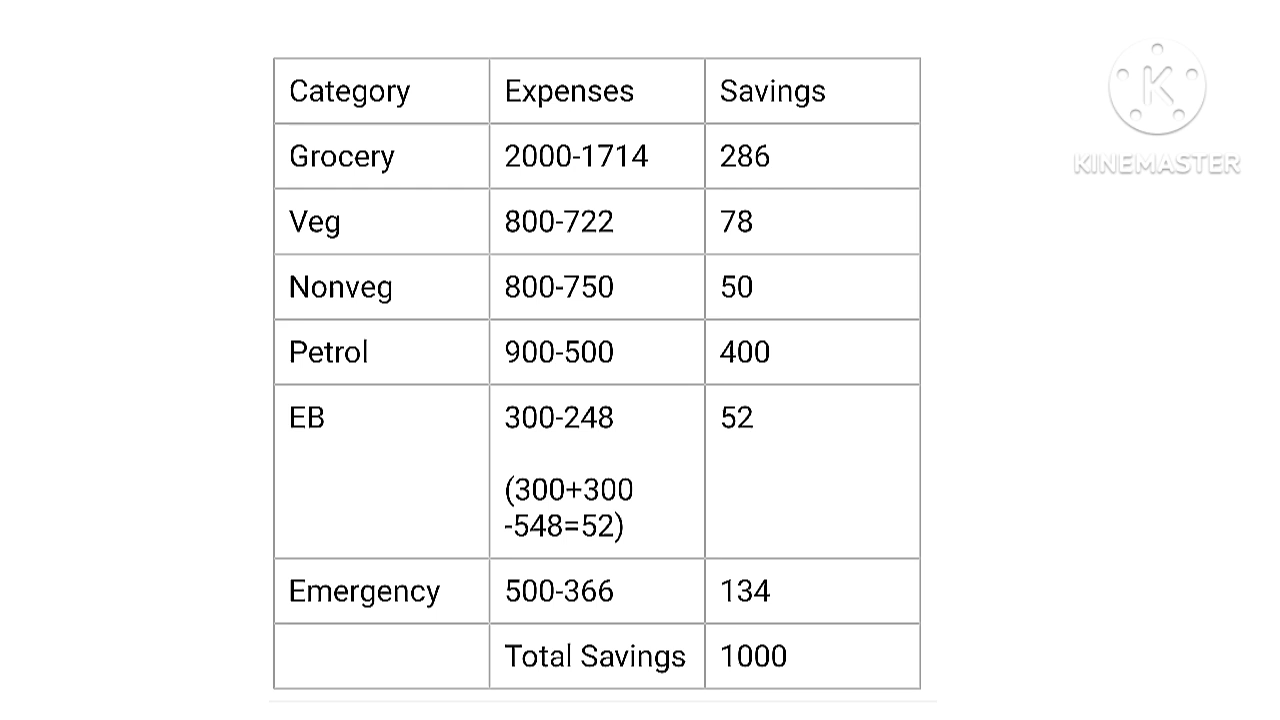 Category Expenses Savings
Grocery 2000-1714 286
Veg 800-722 78
Nonveg 800-750 50
Petrol 900-500 400
EB 300-248 52
(300+300
-548=52)
Emergency 500-366 134
Total Savings 1000
KINEMASTER